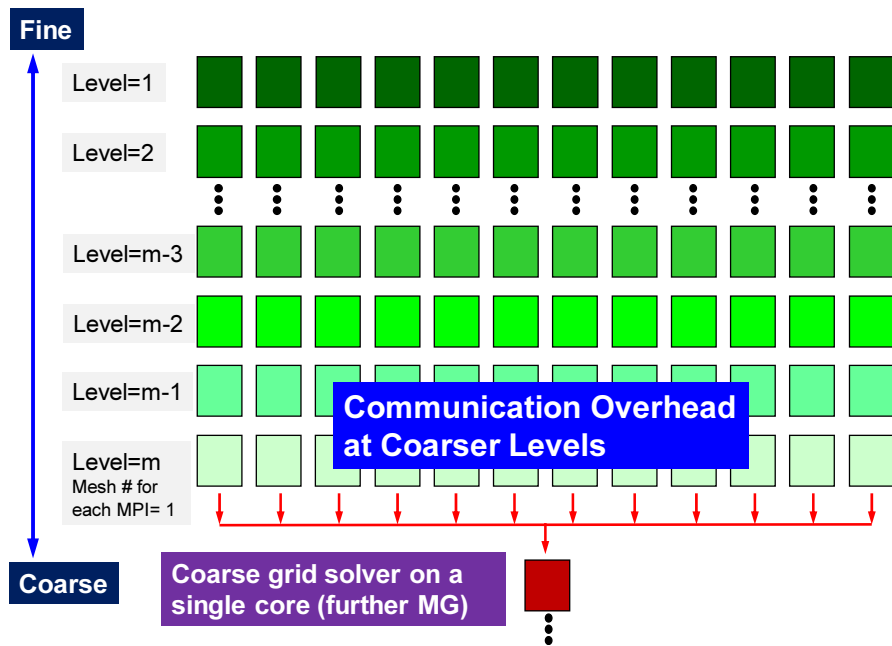 Fine
Level=1
Level=2
Level=m-3
Level=m-2
Level=m-1
Communication Overhead
at Coarser Levels
Level=m
Mesh # for
each MPI= 1
Coarse
Coarse grid solver on a
single core (further MG)